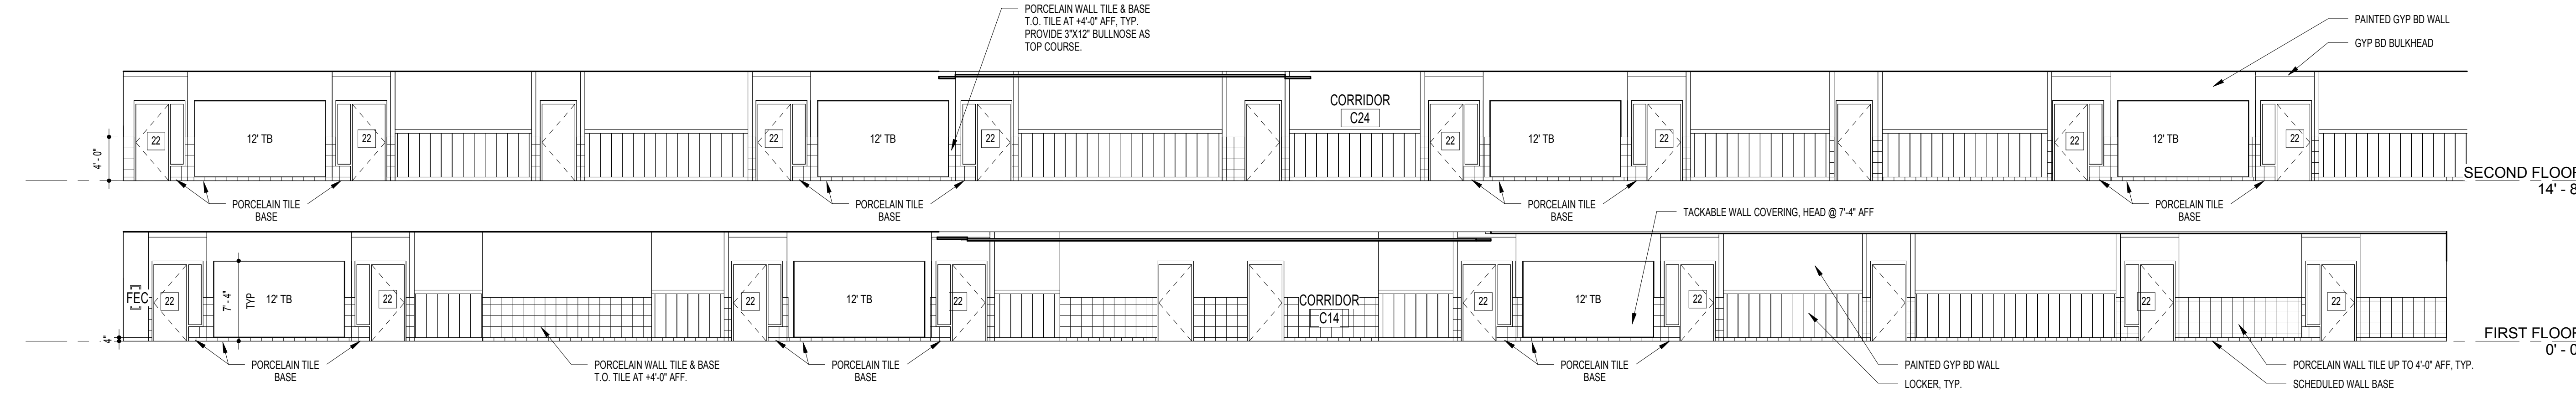 PORCELAIN WALL TILE & BASE
T.O. TILE AT +4'-0" AFF, TYP.
PROVIDE 3"X12" BULLNOSE AS
TOP COURSE.
PAINTED GYP BD WALL
GYP BD BULKHEAD
CORRIDOR
C24
4' - 0"
22
12' TB
22
22
12' TB
22
22
12' TB
22
22
12' TB
22
SECOND FLOOR
14' - 8
PORCELAIN TILE
BASE
PORCELAIN TILE
BASE
PORCELAIN TILE
BASE
PORCELAIN TILE
BASE
TACKABLE WALL COVERING, HEAD @ 7'-4" AFF
FEC
22
7' - 4"
TYP
12' TB
22
22
12' TB
22
CORRIDOR
C14
22
12' TB
22
22
22
4"
FIRST FLOOR
0' - 0
PORCELAIN TILE
BASE
PORCELAIN WALL TILE & BASE
T.O. TILE AT +4'-0" AFF.
PORCELAIN TILE
BASE
PORCELAIN TILE
BASE
PAINTED GYP BD WALL
LOCKER, TYP.
PORCELAIN WALL TILE UP TO 4'-0" AFF, TYP.
SCHEDULED WALL BASE